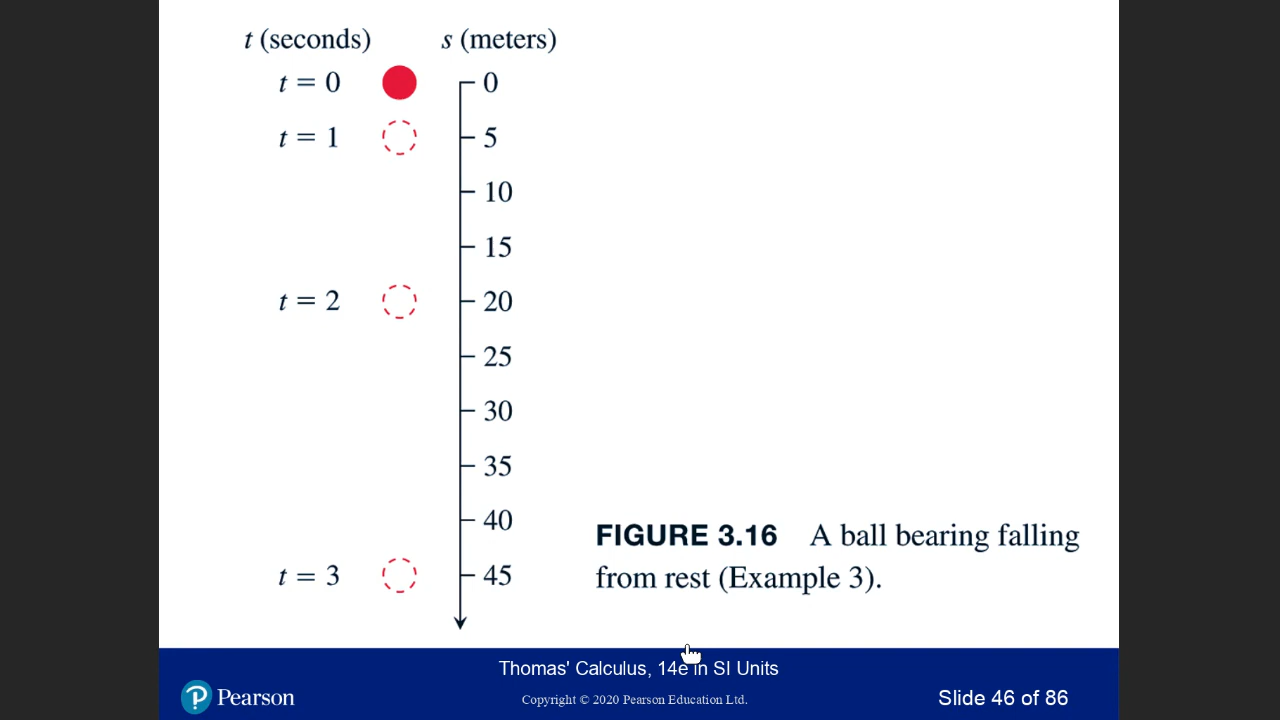 t (seconds) s (meters)
t = 0 0
t = 1 5
10
15
t = 2 20
25
30
35
40
t = 3 45
FIGURE 3.16 A ball bearing falling
from rest (Example 3).
Thomas' Calculus, 14e in SI Units
P Pearson
Copyright © 2020 Pearson Education Ltd.
Slide 46 of 86